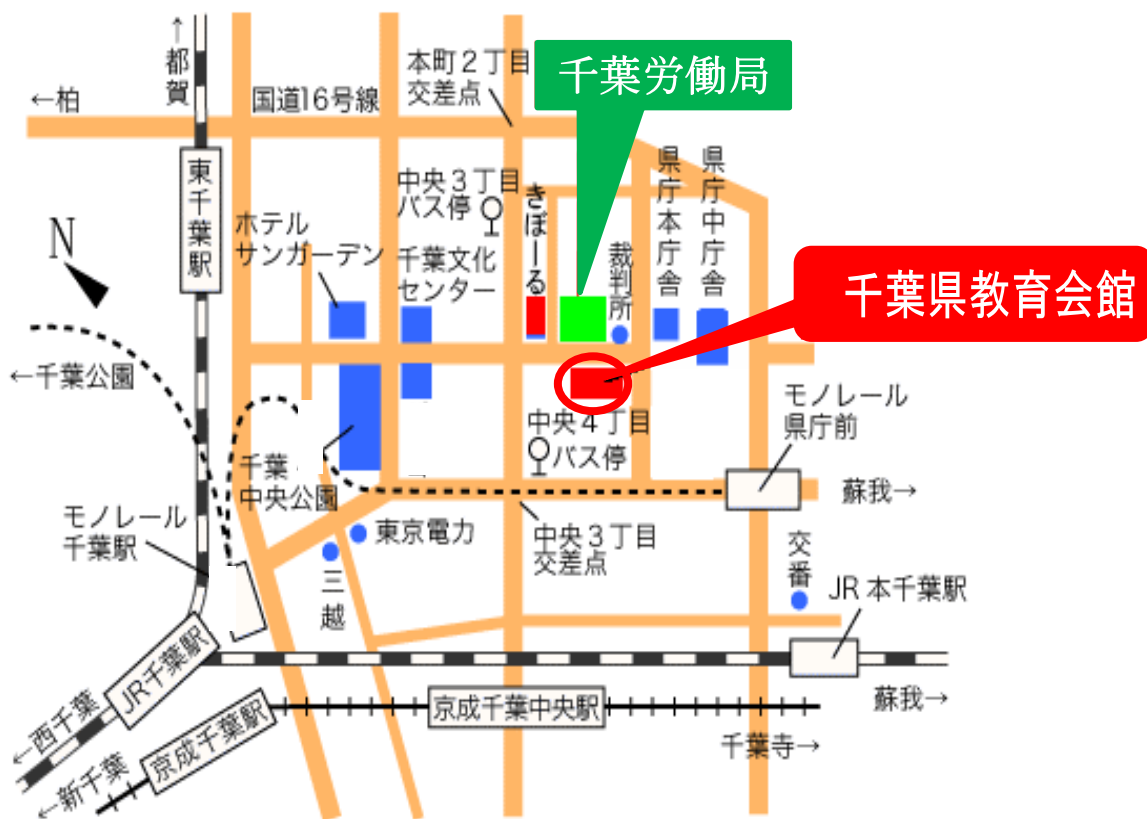 ↑都賀
本町２丁目
交差点
千葉労働局
←柏
国道16号線
東千葉駅
中央３丁目
バス停
きぼーる
県庁本庁舎
県庁中庁舎
N
ホテル
サンガーデン
千葉文化
センター
裁判所
千葉県教育会館
←千葉公園
モノレール
県庁前
中央４丁目
バス停
千葉
中央公園
蘇我→
モノレール
千葉駅
東京電力
中央３丁目
交差点
交番
三越
JR 本千葉駅
JR千葉駅
←西千葉
京成千葉駅
京成千葉中央駅
蘇我→
千葉寺→
←新千葉